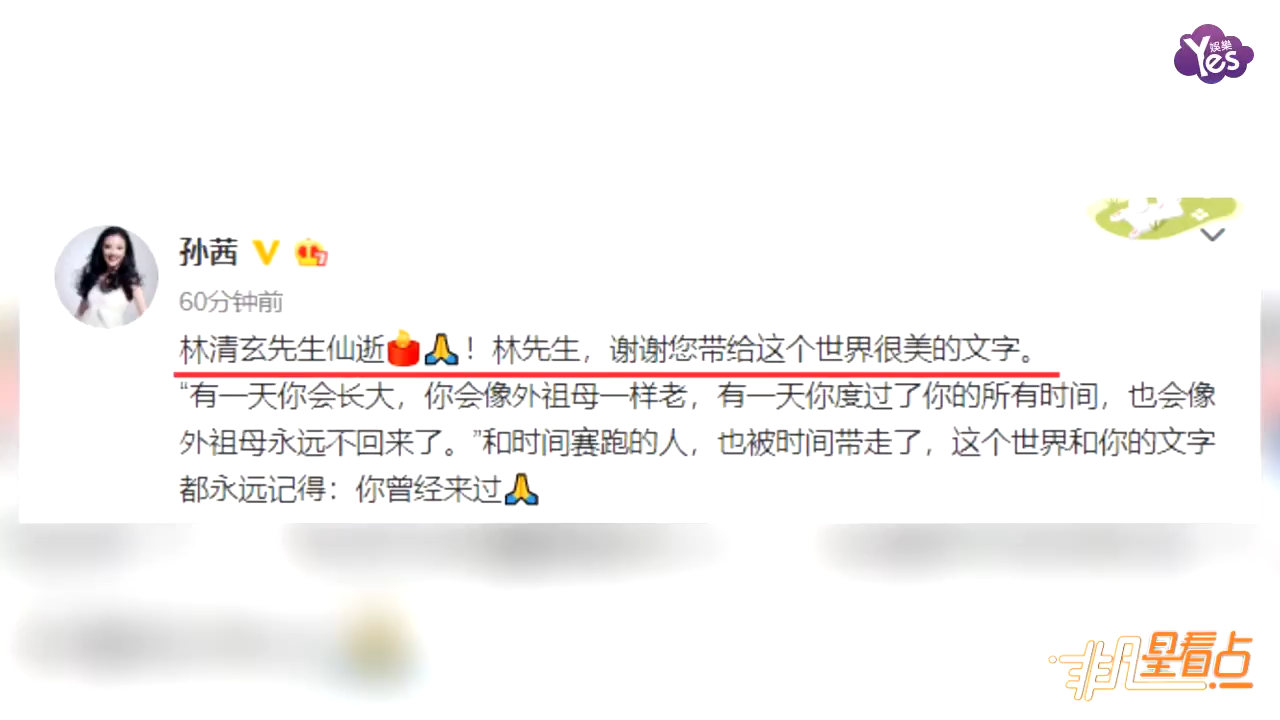 娱樂
Yes
孙茜
60分钟前
林清玄先生仙逝🕯️🙏！林先生，谢谢您带给这个世界很美的文字。
“有一天你会长大，你会像外祖母一样老，有一天你度过了你的所有时间，也会像
外祖母永远不回来了。”和时间赛跑的人，也被时间带走了，这个世界和你的文字
都永远记得：你曾经来过🙏
非凡星看点